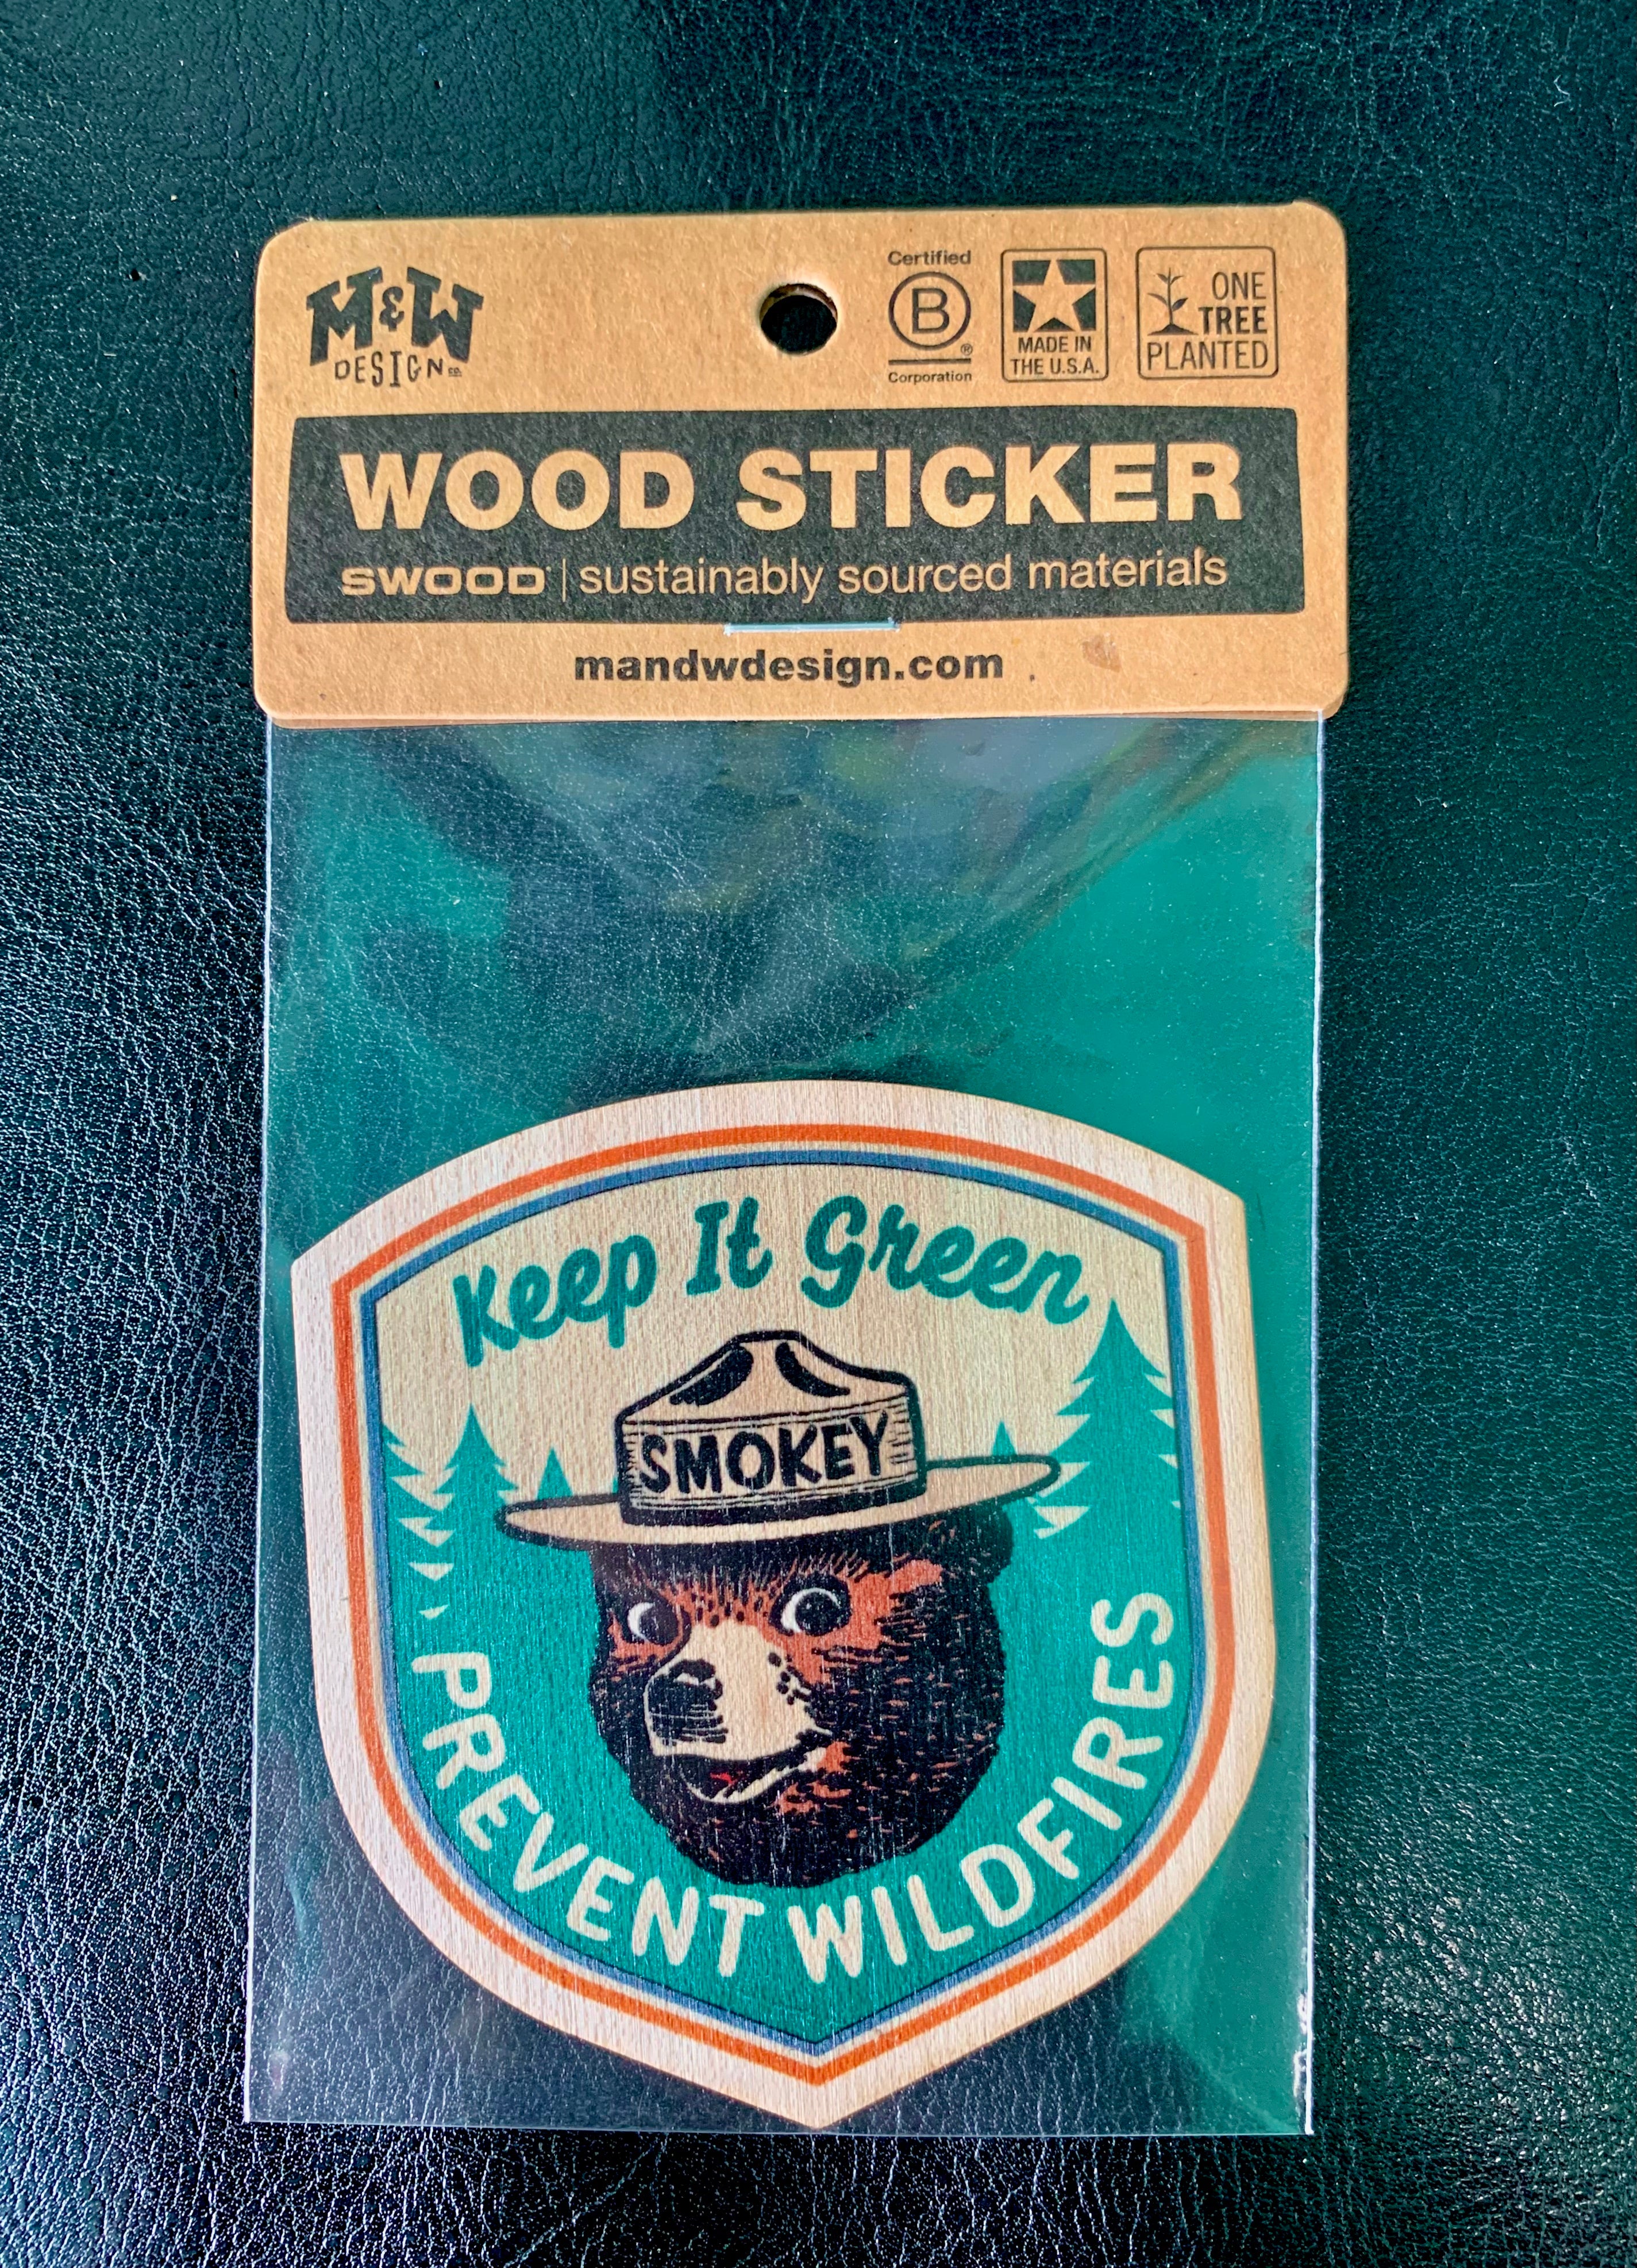 M&W
DESIGN CO.
Certified
B
®
Corporation
MADE IN
THE U.S.A.
ONE
TREE
PLANTED
WOOD STICKER
SWOOD | sustainably sourced materials
mandwdesign.com
Keep It Green
SMOKEY
PREVENT WILDFIRES